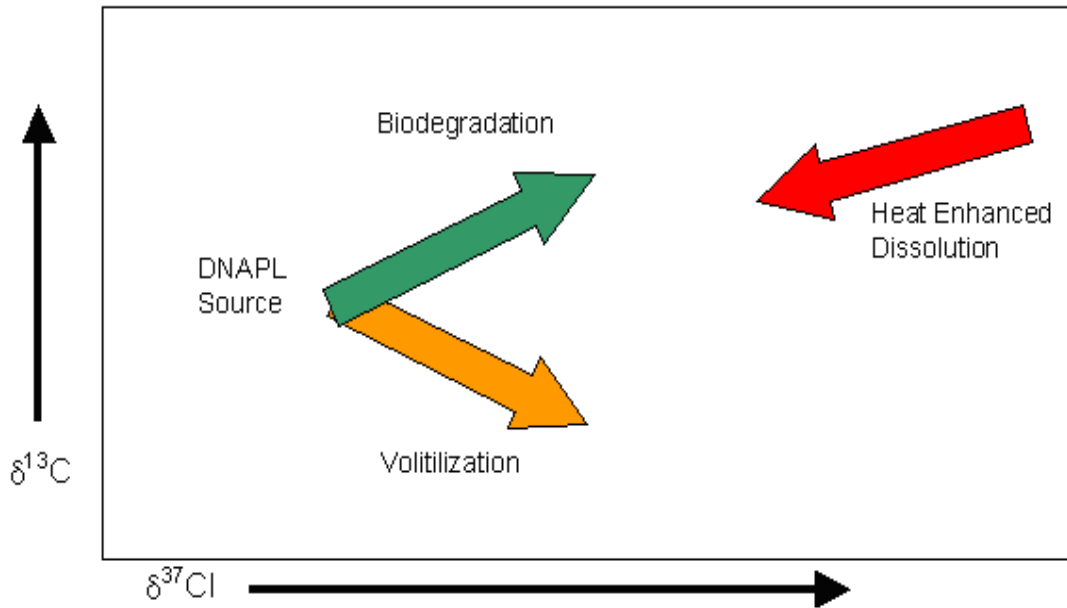 Biodegradation
Heat Enhanced
Dissolution
DNAPL
Source
Volitilization
δ¹³C
δ³⁷Cl